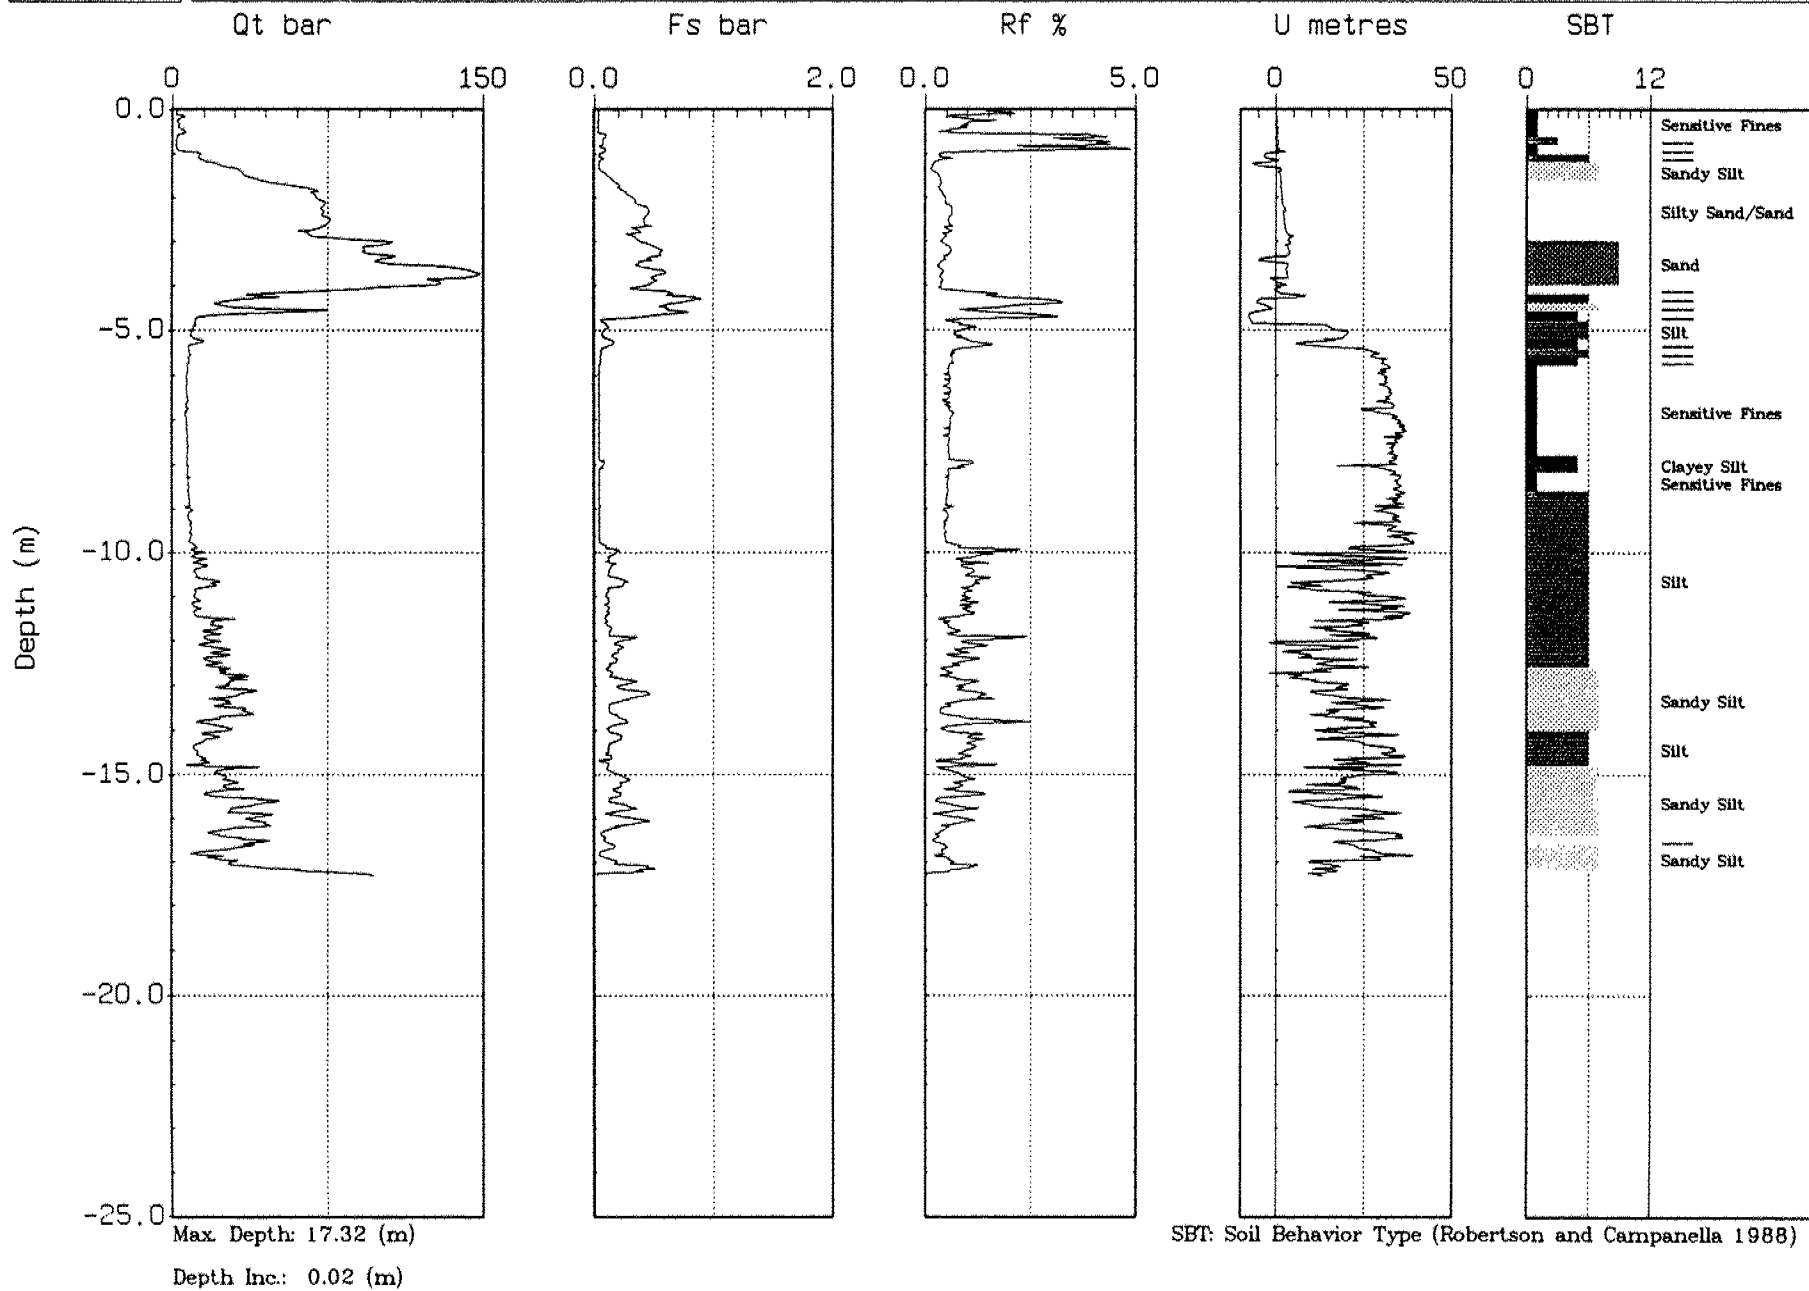 Qt bar Fs bar Rf % U metres SBT
0 150 0.0 2.0 0.0 5.0 0 50 0 12
0.0
Sensitive Fines
Sandy Silt
Silty Sand/Sand
Sand
-5.0
Silt
Sensitive Fines
Clayey Silt
Sensitive Fines
Depth (m)
-10.0
Silt
Sandy Silt
Silt
-15.0
Sandy Silt
Sandy Silt
-20.0
-25.0
Max. Depth: 17.32 (m)
SBT: Soil Behavior Type (Robertson and Campanella 1988)
Depth Inc.: 0.02 (m)